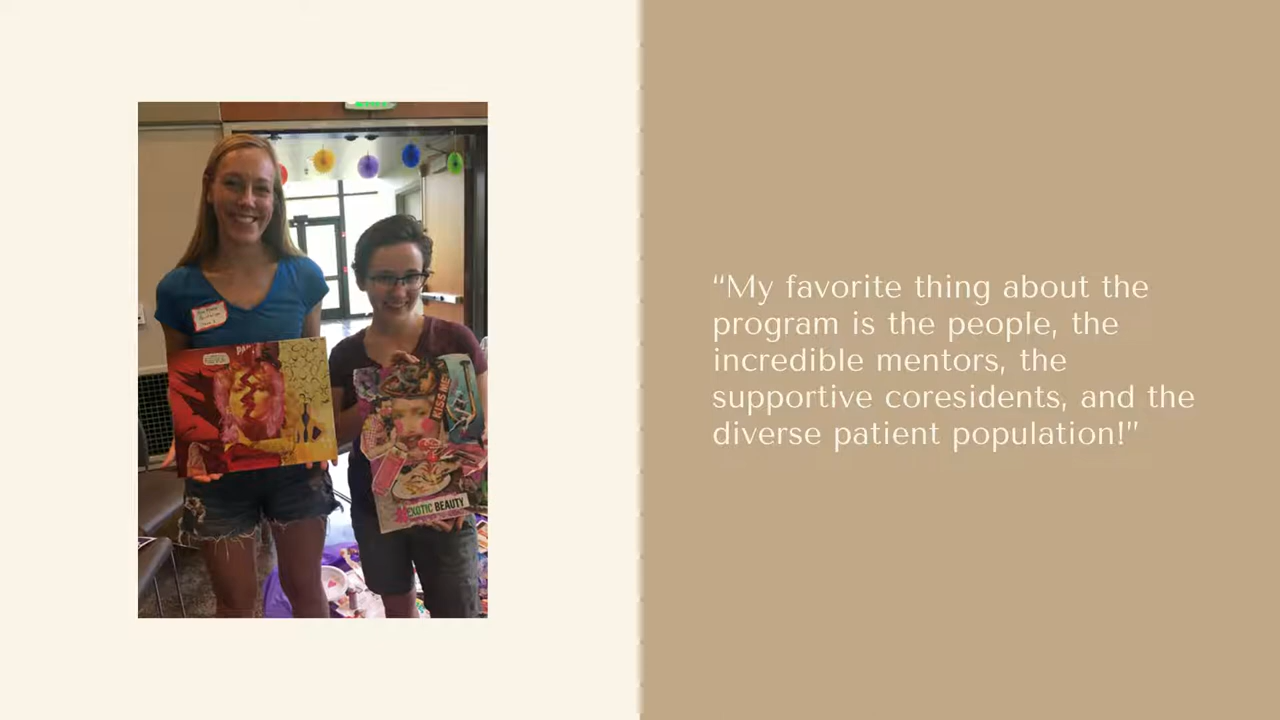 “My favorite thing about the
program is the people, the
incredible mentors, the
supportive coresidents, and the
diverse patient population!”
KISS ME
EXOTIC BEAUTY